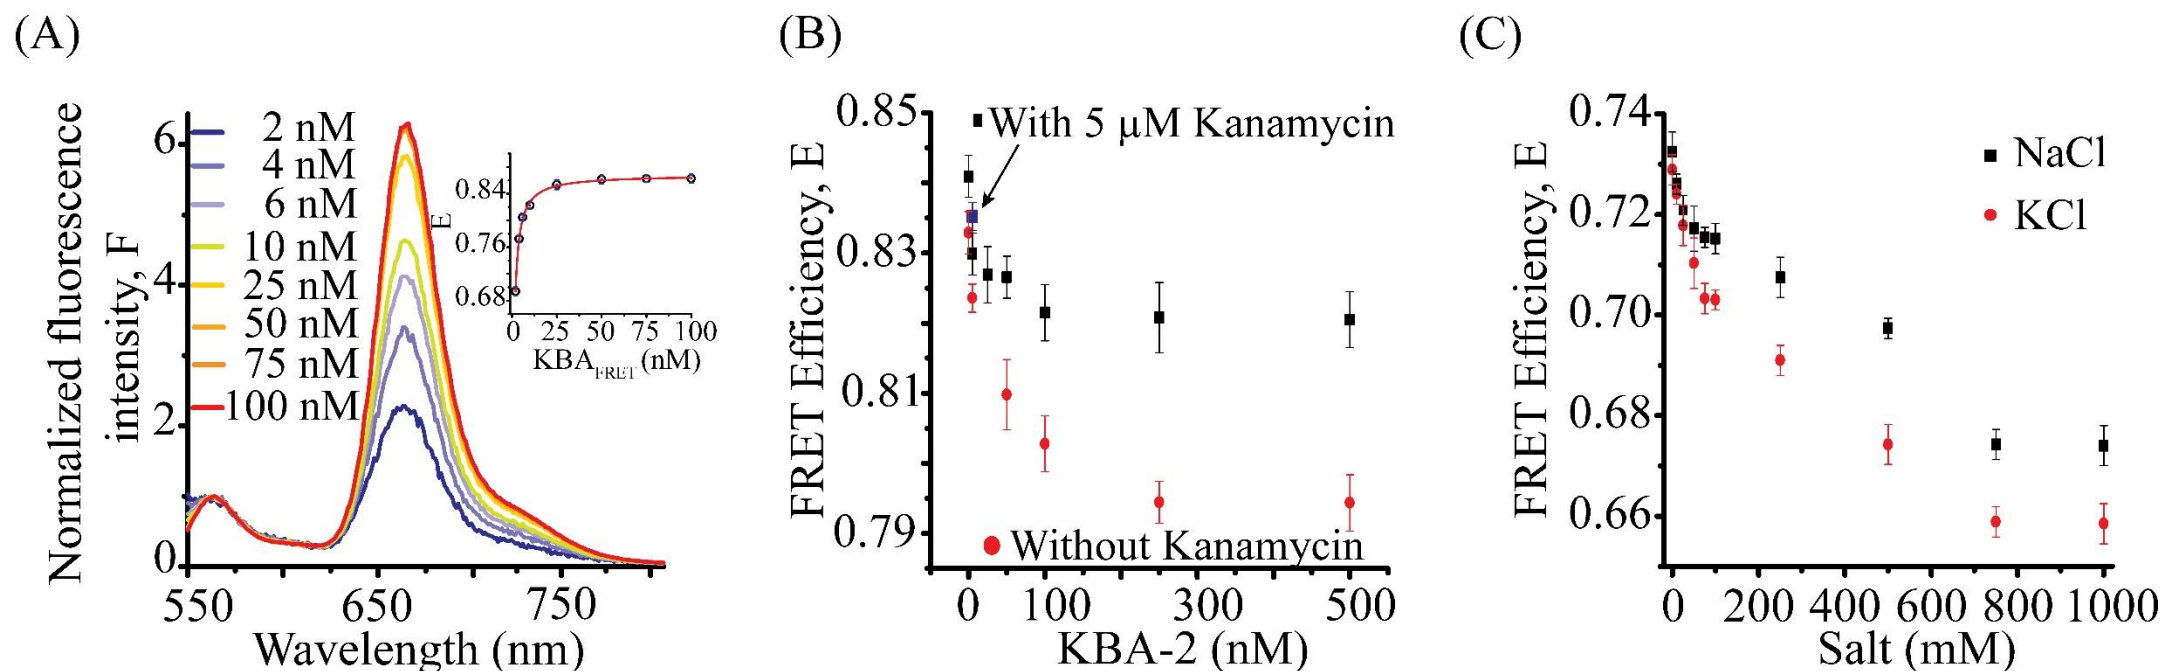 (A)
Normalized fluorescence
intensity, F
6
4
2
0
2 nM
4 nM
6 nM
10 nM
25 nM
50 nM
75 nM
100 nM
E
0.84
0.76
0.68
0 25 50 75 100
KBAFRET (nM)
550 650 750
Wavelength (nm)
(B)
FRET Efficiency, E
0.85
0.83
0.81
0.79
With 5 µM Kanamycin
Without Kanamycin
0 100 300 500
KBA-2 (nM)
(C)
FRET Efficiency, E
0.74
0.72
0.70
0.68
0.66
NaCl
KCl
0 200 400 600 800 1000
Salt (mM)